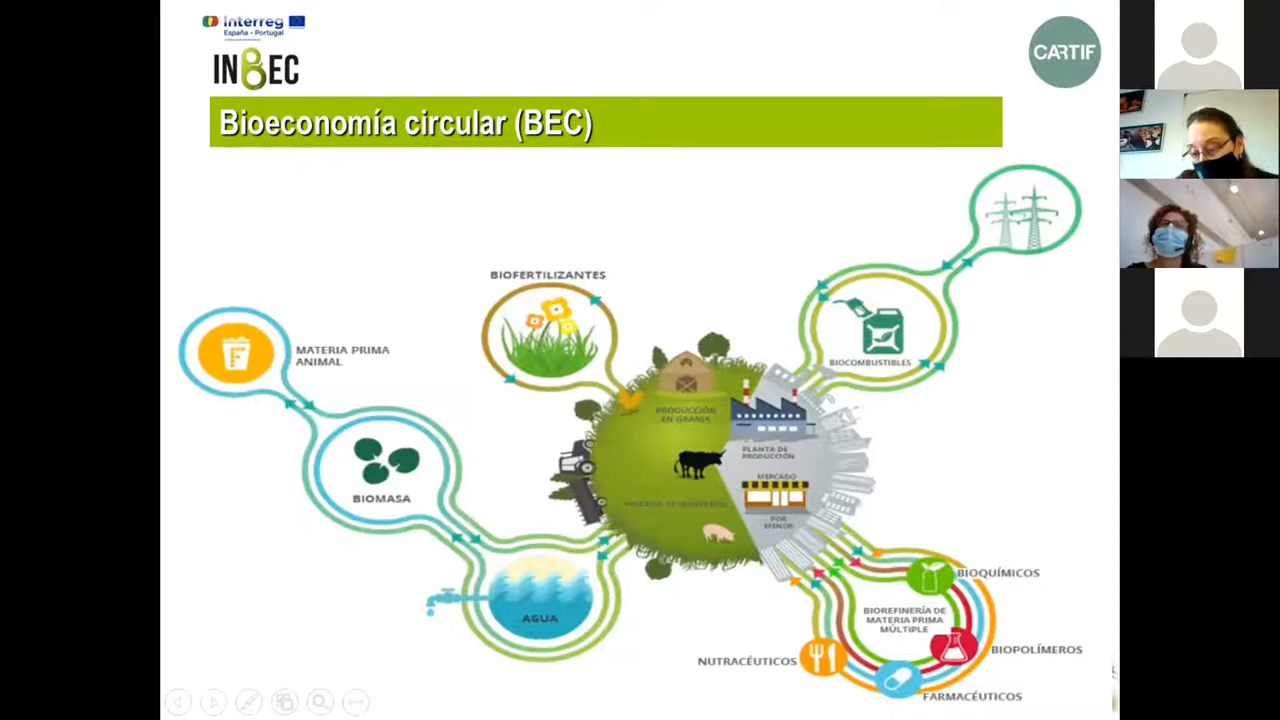 Interreg
España - Portugal
INBEC
CARTIF
Bioeconomía circular (BEC)
BIOFERTILIZANTES
MATERIA PRIMA
ANIMAL
F
BIOMASA
AGUA
BIOCOMBUSTIBLES
PRODUCCIÓN
EN GRANJA
PLANTA DE
PRODUCCIÓN
MERCADO
POR
MENOR
BIOQUÍMICOS
BIOREFINERÍA DE
MATERIA PRIMA
MÚLTIPLE
BIOPOLÍMEROS
NUTRACÉUTICOS
FARMACÉUTICOS